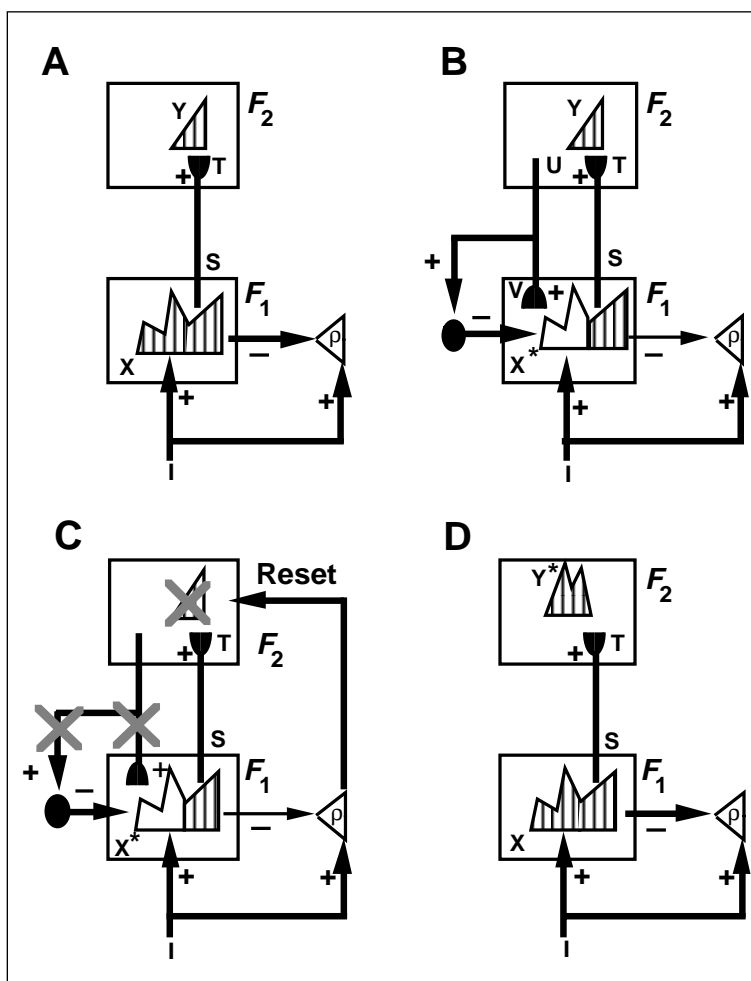 A
Y
F2
+
T
S
F1
X
−
ρ
+
+
I
B
Y
F2
U
+
T
+
S
V
+
F1
−
X*
−
ρ
+
+
I
C
Reset
+
T
F2
S
+
+
F1
−
X*
−
ρ
+
+
I
D
Y*
F2
+
T
S
F1
X
−
ρ
+
+
I